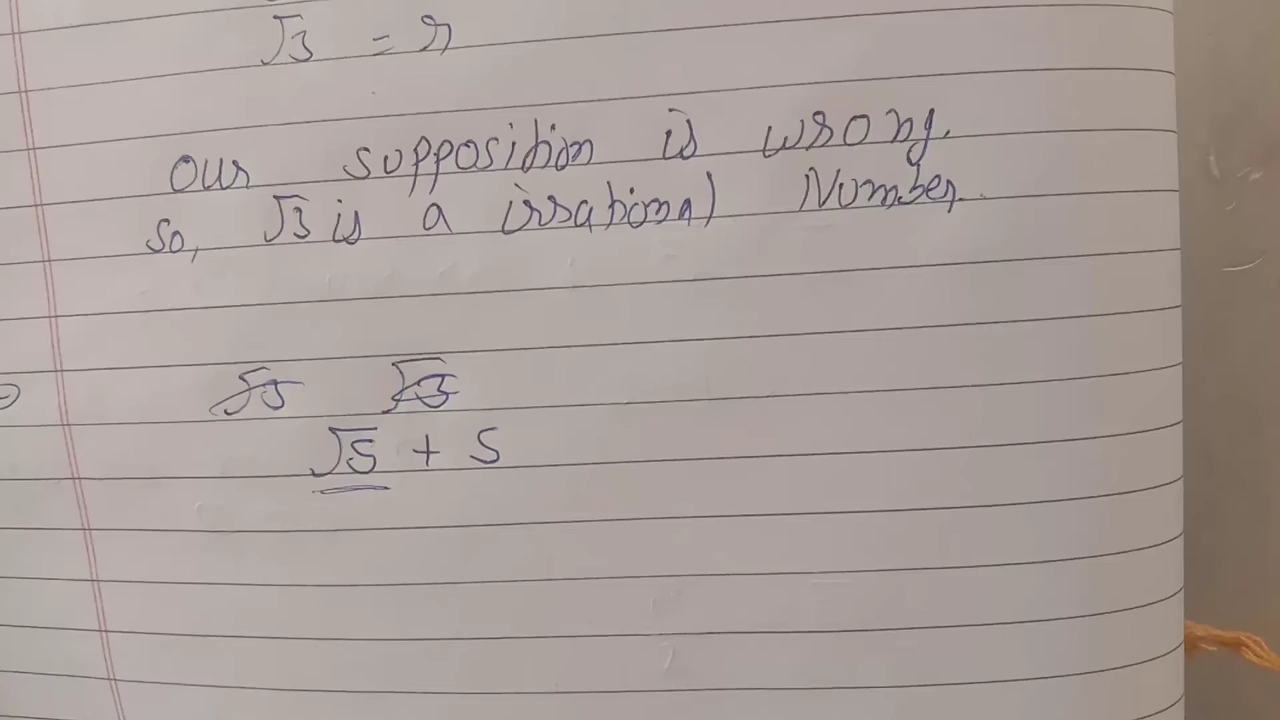 √3 = r
Our supposition is wrong.
So, √3 is a irrational Number.
√5 √3
√5 + 5